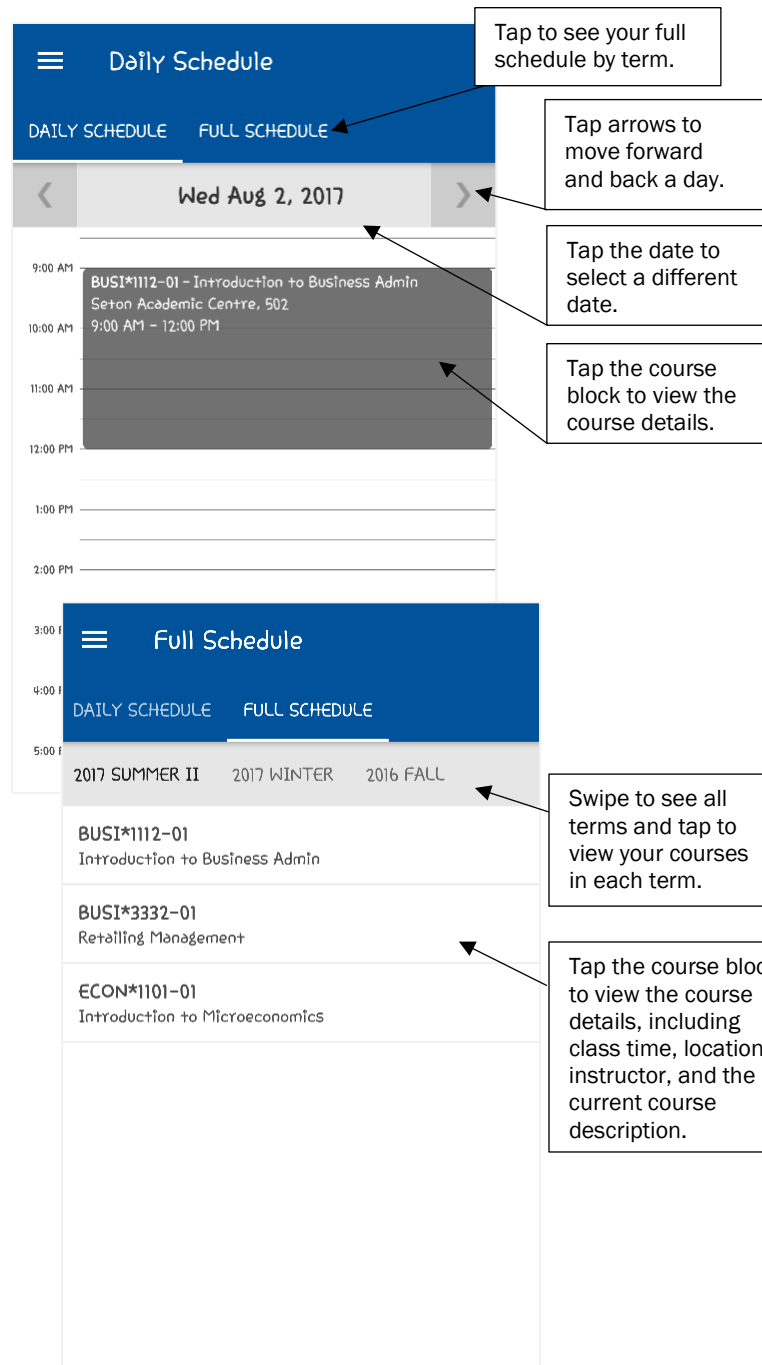 Tap to see your full
schedule by term.
Daily Schedule
DAILY SCHEDULE FULL SCHEDULE
Tap arrows to
move forward
and back a day.
Wed Aug 2, 2017
Tap the date to
select a different
date.
9:00 AM
BUSI*1112-01 - Introduction to Business Admin
Seton Academic Centre, 502
9:00 AM - 12:00 PM
10:00 AM
11:00 AM
12:00 PM
Tap the course
block to view the
course details.
1:00 PM
2:00 PM
3:00
4:00
5:00
Full Schedule
DAILY SCHEDULE FULL SCHEDULE
2017 SUMMER II 2017 WINTER 2016 FALL
Swipe to see all
terms and tap to
view your courses
in each term.
BUSI*1112-01
Introduction to Business Admin
BUSI*3332-01
Retailing Management
ECON*1101-01
Introduction to Microeconomics
Tap the course
to view the course
details, including
class time, location
instructor, and the
current course
description.